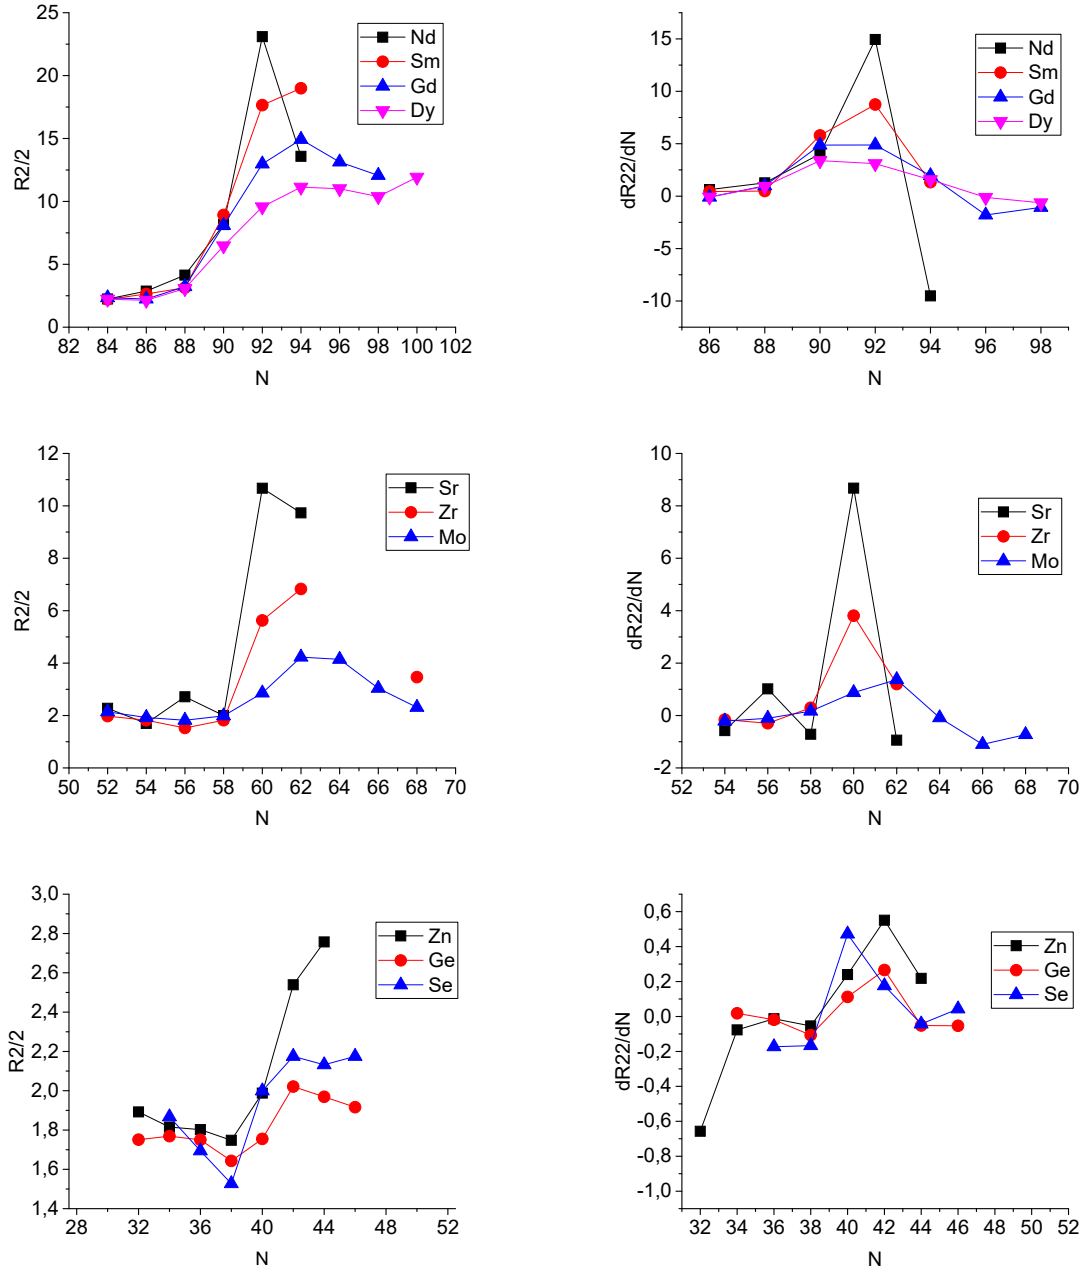 25
20
15
10
5
0
R2/2
82 84 86 88 90 92 94 96 98 100 102
N
Nd
Sm
Gd
Dy
15
10
5
0
-5
-10
dR22/dN
86 88 90 92 94 96 98
N
Nd
Sm
Gd
Dy
12
10
8
6
4
2
0
R2/2
50 52 54 56 58 60 62 64 66 68 70
N
Sr
Zr
Mo
10
8
6
4
2
0
-2
dR22/dN
52 54 56 58 60 62 64 66 68 70
N
Sr
Zr
Mo
3,0
2,8
2,6
2,4
2,2
2,0
1,8
1,6
1,4
R2/2
28 32 36 40 44 48 52
N
Zn
Ge
Se
0,6
0,4
0,2
0,0
-0,2
-0,4
-0,6
-0,8
-1,0
dR22/dN
32 34 36 38 40 42 44 46 48 50 52
N
Zn
Ge
Se